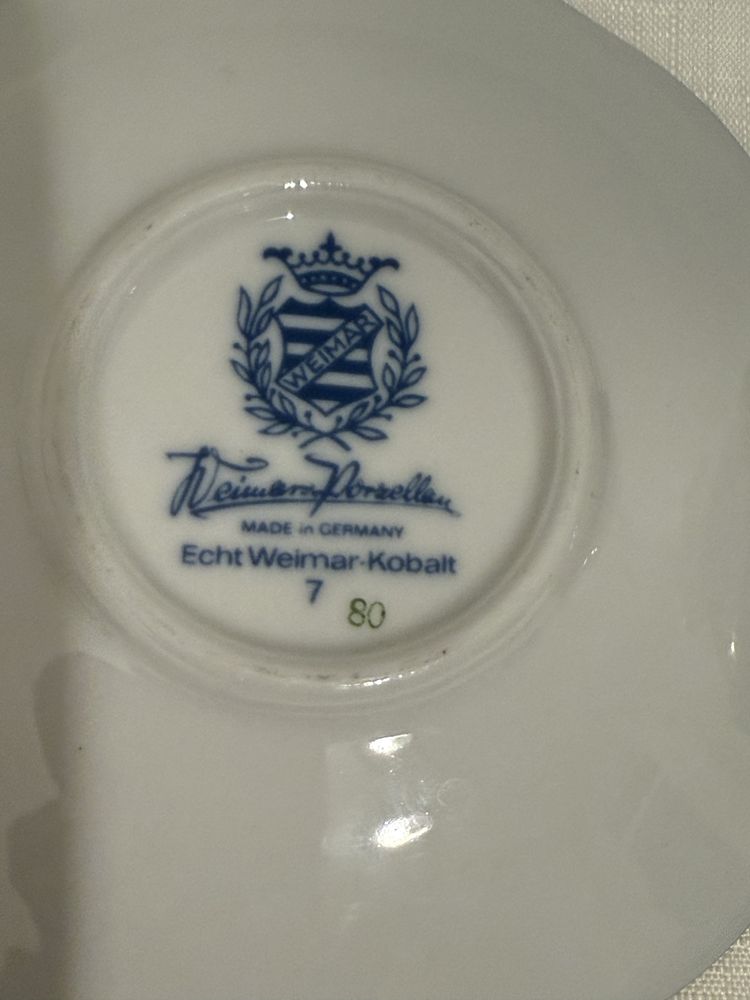 WEIMAR
Weimar Porzellan
MADE in GERMANY
Echt Weimar-Kobalt
7
80